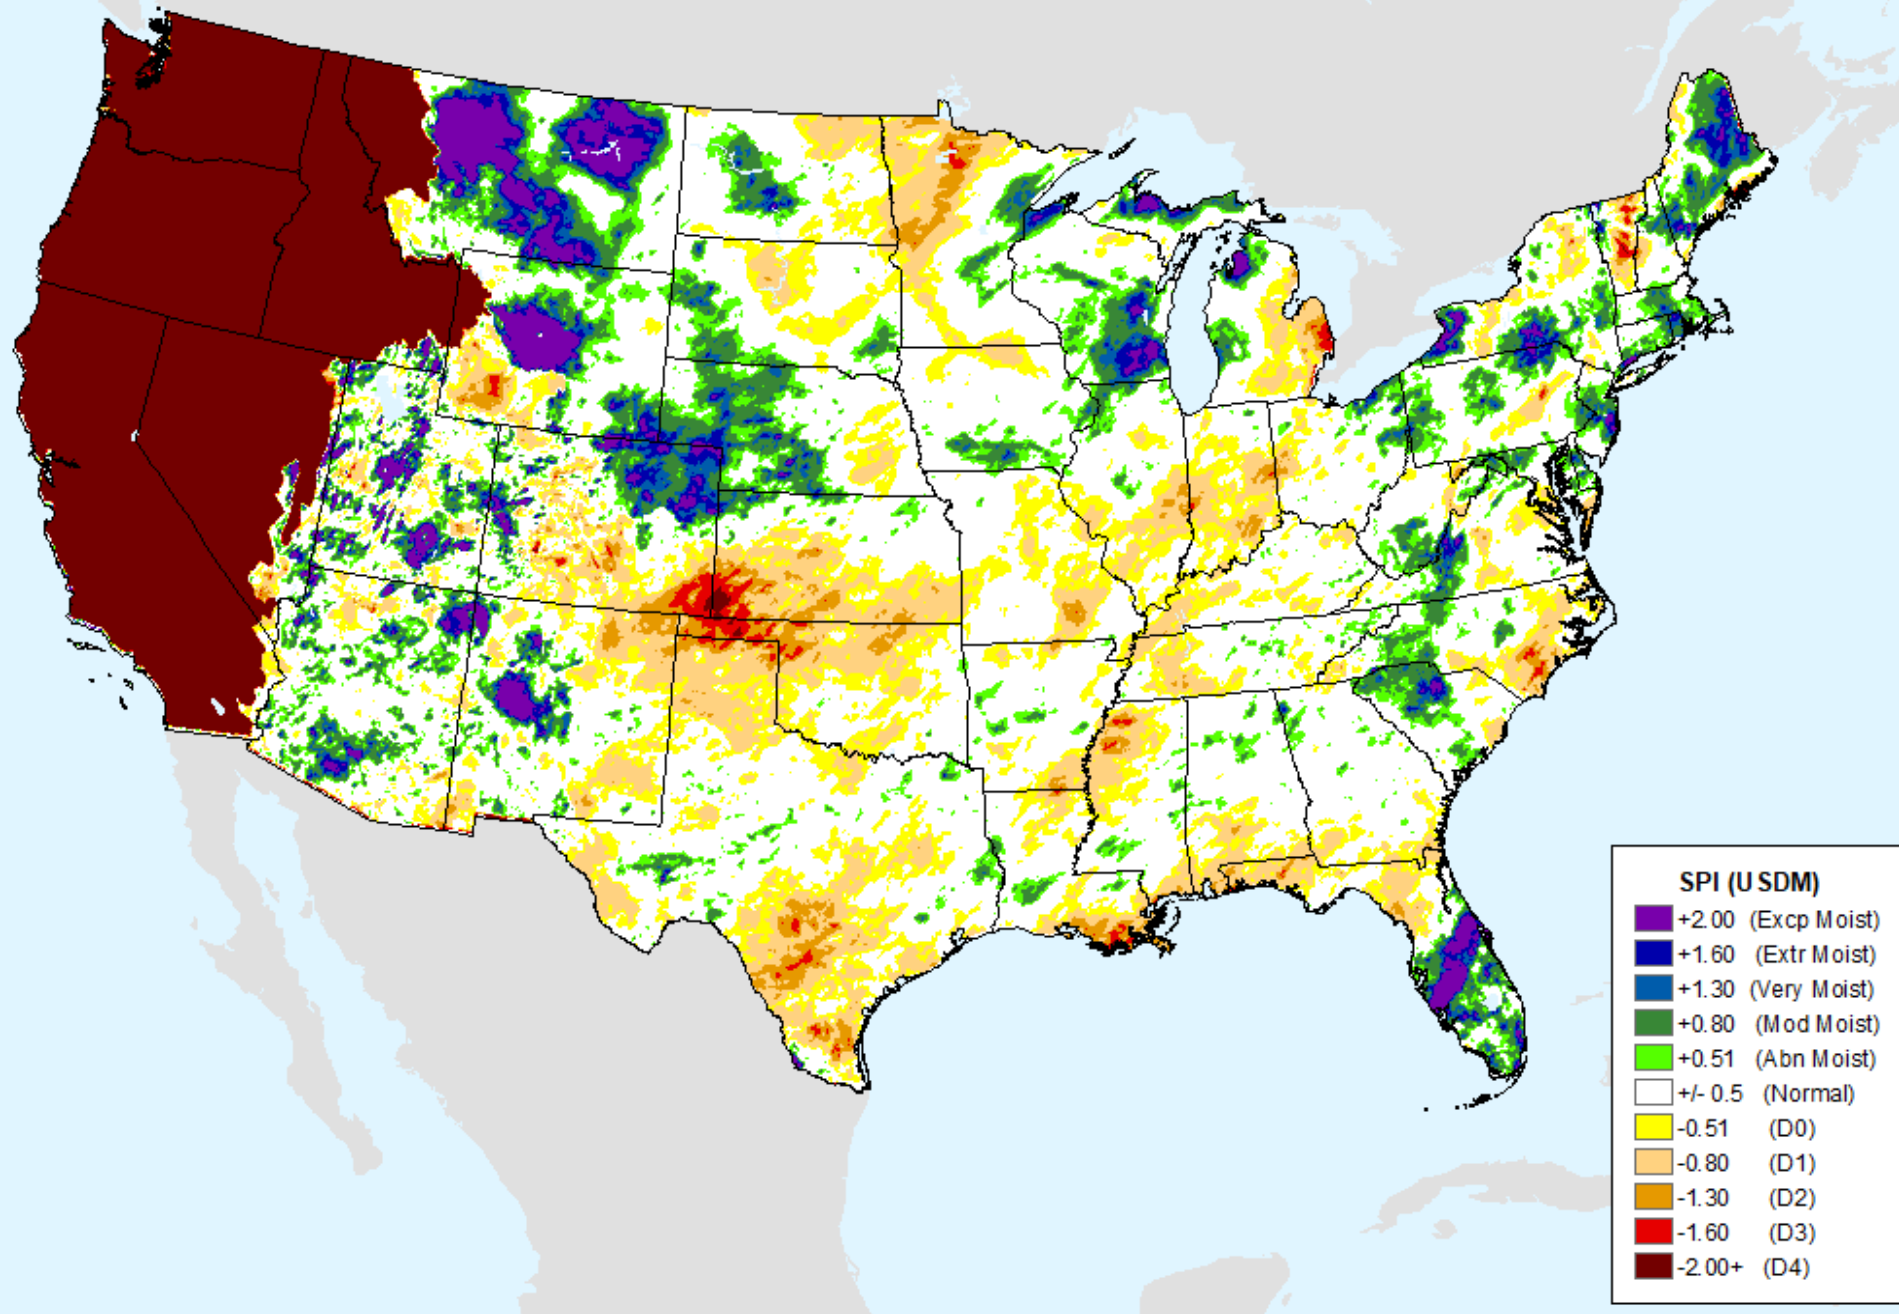 SPI (USDM)
+2.00 (Excp Moist)
+1.60 (Extr Moist)
+1.30 (Very Moist)
+0.80 (Mod Moist)
+0.51 (Abn Moist)
+/- 0.5 (Normal)
-0.51 (D0)
-0.80 (D1)
-1.30 (D2)
-1.60 (D3)
-2.00+ (D4)